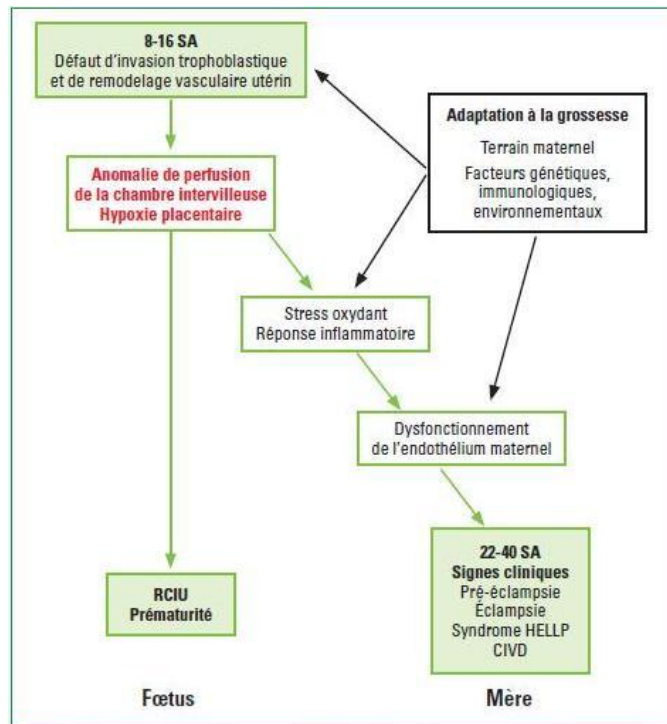 8-16 SA
Défaut d'invasion trophoblastique
et de remodelage vasculaire utérin
Adaptation à la grossesse
Terrain maternel
Facteurs génétiques,
immunologiques,
environnementaux
Anomalie de perfusion
de la chambre intervilleuse
Hypoxie placentaire
Stress oxydant
Réponse inflammatoire
Dysfonctionnement
de l'endothélium maternel
22-40 SA
Signes cliniques
Pré-éclampsie
Éclampsie
Syndrome HELLP
CIVD
RCIU
Prématurité
Fœtus
Mère